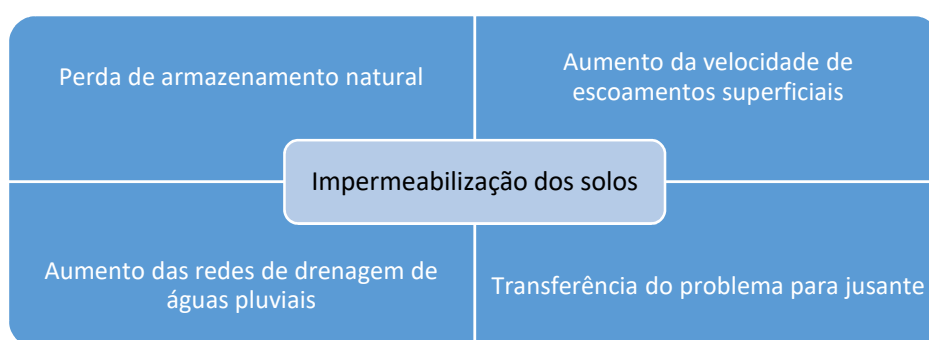 Perda de armazenamento natural
Aumento da velocidade de
escoamentos superficiais
Impermeabilização dos solos
Aumento das redes de drenagem de
águas pluviais
Transferência do problema para jusante